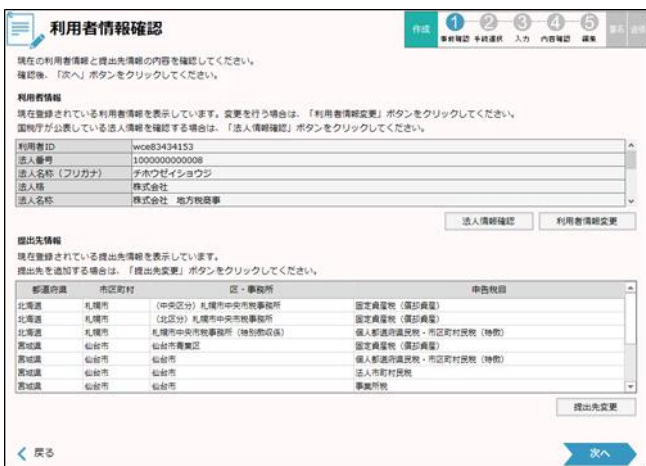 利用者情報確認
作成
1 2 3 4 5
事前確認 手続選択 入力 内容確認 編集 署名 送信
現在の利用者情報と提出先情報の内容を確認してください。
確認後、「次へ」ボタンをクリックしてください。
利用者情報
現在登録されている利用者情報を表示しています。変更を行う場合は、「利用者情報変更」ボタンをクリックしてください。
国税庁が公表している法人情報を確認する場合は、「法人情報確認」ボタンをクリックしてください。
利用者ID wce83434153
法人番号 1000000000008
法人名称（フリガナ） チホウゼイショウジ
法人格 株式会社
法人名称 株式会社 地方税商事
法人情報確認 利用者情報変更
提出先情報
現在登録されている提出先情報を表示しています。
提出先を追加する場合は、「提出先変更」ボタンをクリックしてください。
都道府県 市区町村 区・事務所 申告税目
北海道 札幌市 （中央区分）札幌市中央市税事務所 固定資産税（償却資産）
北海道 札幌市 （北区分）札幌市中央市税事務所 固定資産税（償却資産）
北海道 札幌市 札幌市中央市税事務所（特別徴収係） 個人都道府県民税・市区町村民税（特徴）
宮城県 仙台市 仙台市青葉区 固定資産税（償却資産）
宮城県 仙台市 仙台市 個人都道府県民税・市区町村民税（特徴）
宮城県 仙台市 仙台市 法人市町村民税
宮城県 仙台市 仙台市 事業所税
提出先変更
戻る 次へ